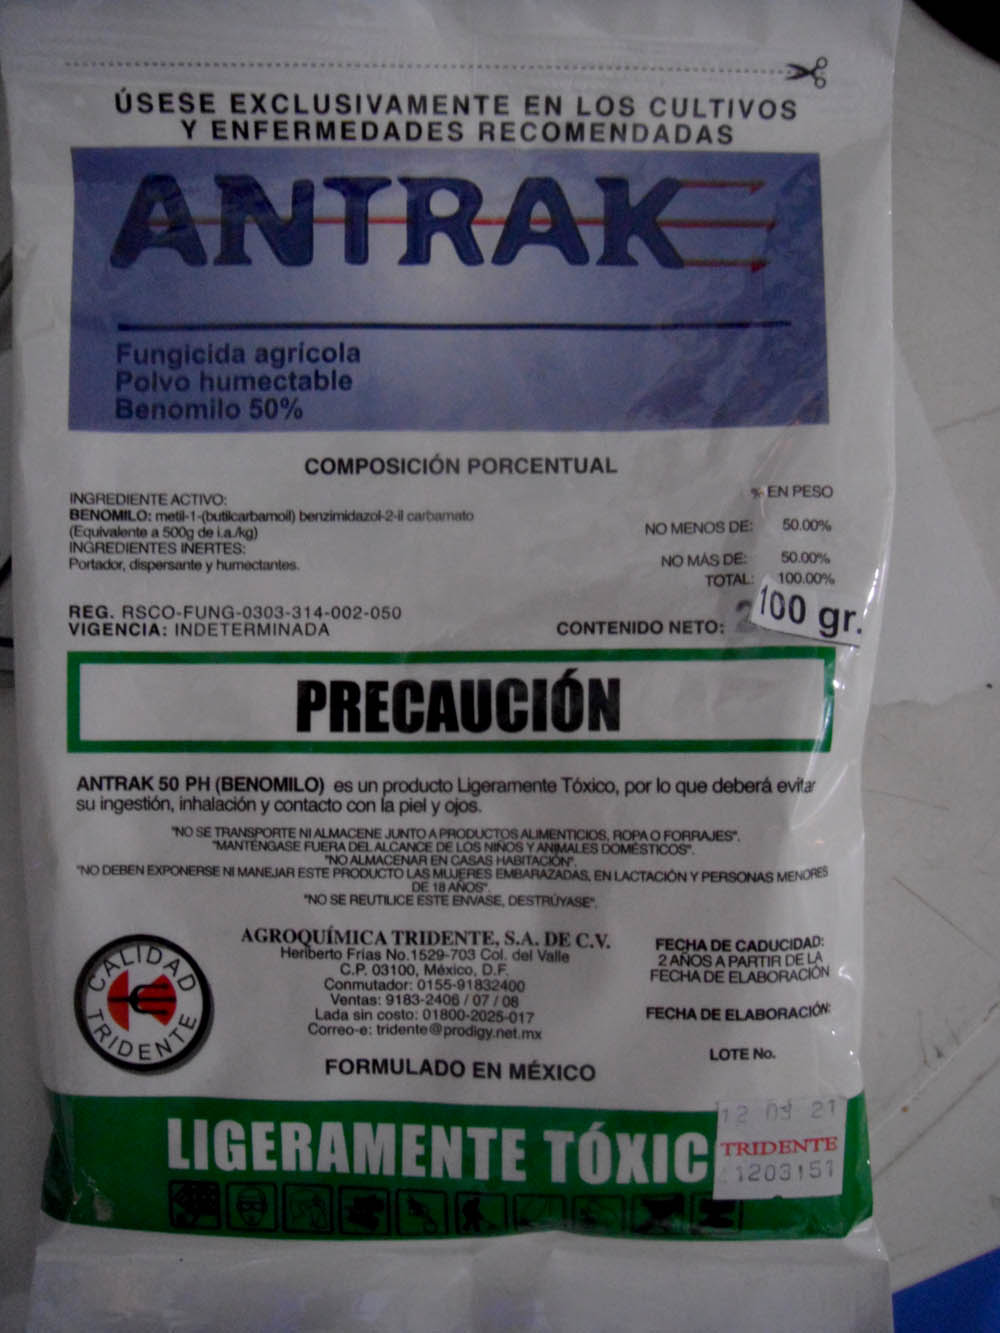 ÚSESE EXCLUSIVAMENTE EN LOS CULTIVOS
Y ENFERMEDADES RECOMENDADAS
ANTRAK
Fungicida agrícola
Polvo humectable
Benomilo 50%
COMPOSICIÓN PORCENTUAL
% EN PESO
INGREDIENTE ACTIVO:
BENOMILO: metil-1-(butilcarbamoil) benzimidazol-2-il carbamato
(Equivalente a 500g de i.a./kg)
NO MENOS DE: 50.00%
INGREDIENTES INERTES:
Portador, dispersante y humectantes.
NO MÁS DE: 50.00%
TOTAL: 100.00%
REG. RSCO-FUNG-0303-314-002-050
VIGENCIA: INDETERMINADA
CONTENIDO NETO: 100 gr.
PRECAUCIÓN
ANTRAK 50 PH (BENOMILO) es un producto Ligeramente Tóxico, por lo que deberá evitar
su ingestión, inhalación y contacto con la piel y ojos.
"NO SE TRANSPORTE NI ALMACENE JUNTO A PRODUCTOS ALIMENTICIOS, ROPA O FORRAJES".
"MANTÉNGASE FUERA DEL ALCANCE DE LOS NIÑOS Y ANIMALES DOMÉSTICOS".
"NO ALMACENAR EN CASAS HABITACIÓN".
"NO DEBEN EXPONERSE NI MANEJAR ESTE PRODUCTO LAS MUJERES EMBARAZADAS, EN LACTACIÓN Y PERSONAS MENORES
DE 18 AÑOS".
"NO SE REUTILICE ESTE ENVASE, DESTRÚYASE".
CALIDAD
TRIDENTE
AGROQUÍMICA TRIDENTE, S.A. DE C.V.
Heriberto Frías No.1529-703 Col. del Valle
C.P. 03100, México, D.F.
Conmutador: 0155-91832400
Ventas: 9183-2406 / 07 / 08
Lada sin costo: 01800-2025-017
Correo-e: tridente@prodigy.net.mx
FORMULADO EN MÉXICO
FECHA DE CADUCIDAD:
2 AÑOS A PARTIR DE LA
FECHA DE ELABORACIÓN
FECHA DE ELABORACIÓN:
LOTE No.
LIGERAMENTE TÓXIC
12 09 21
TRIDENTE
1203151